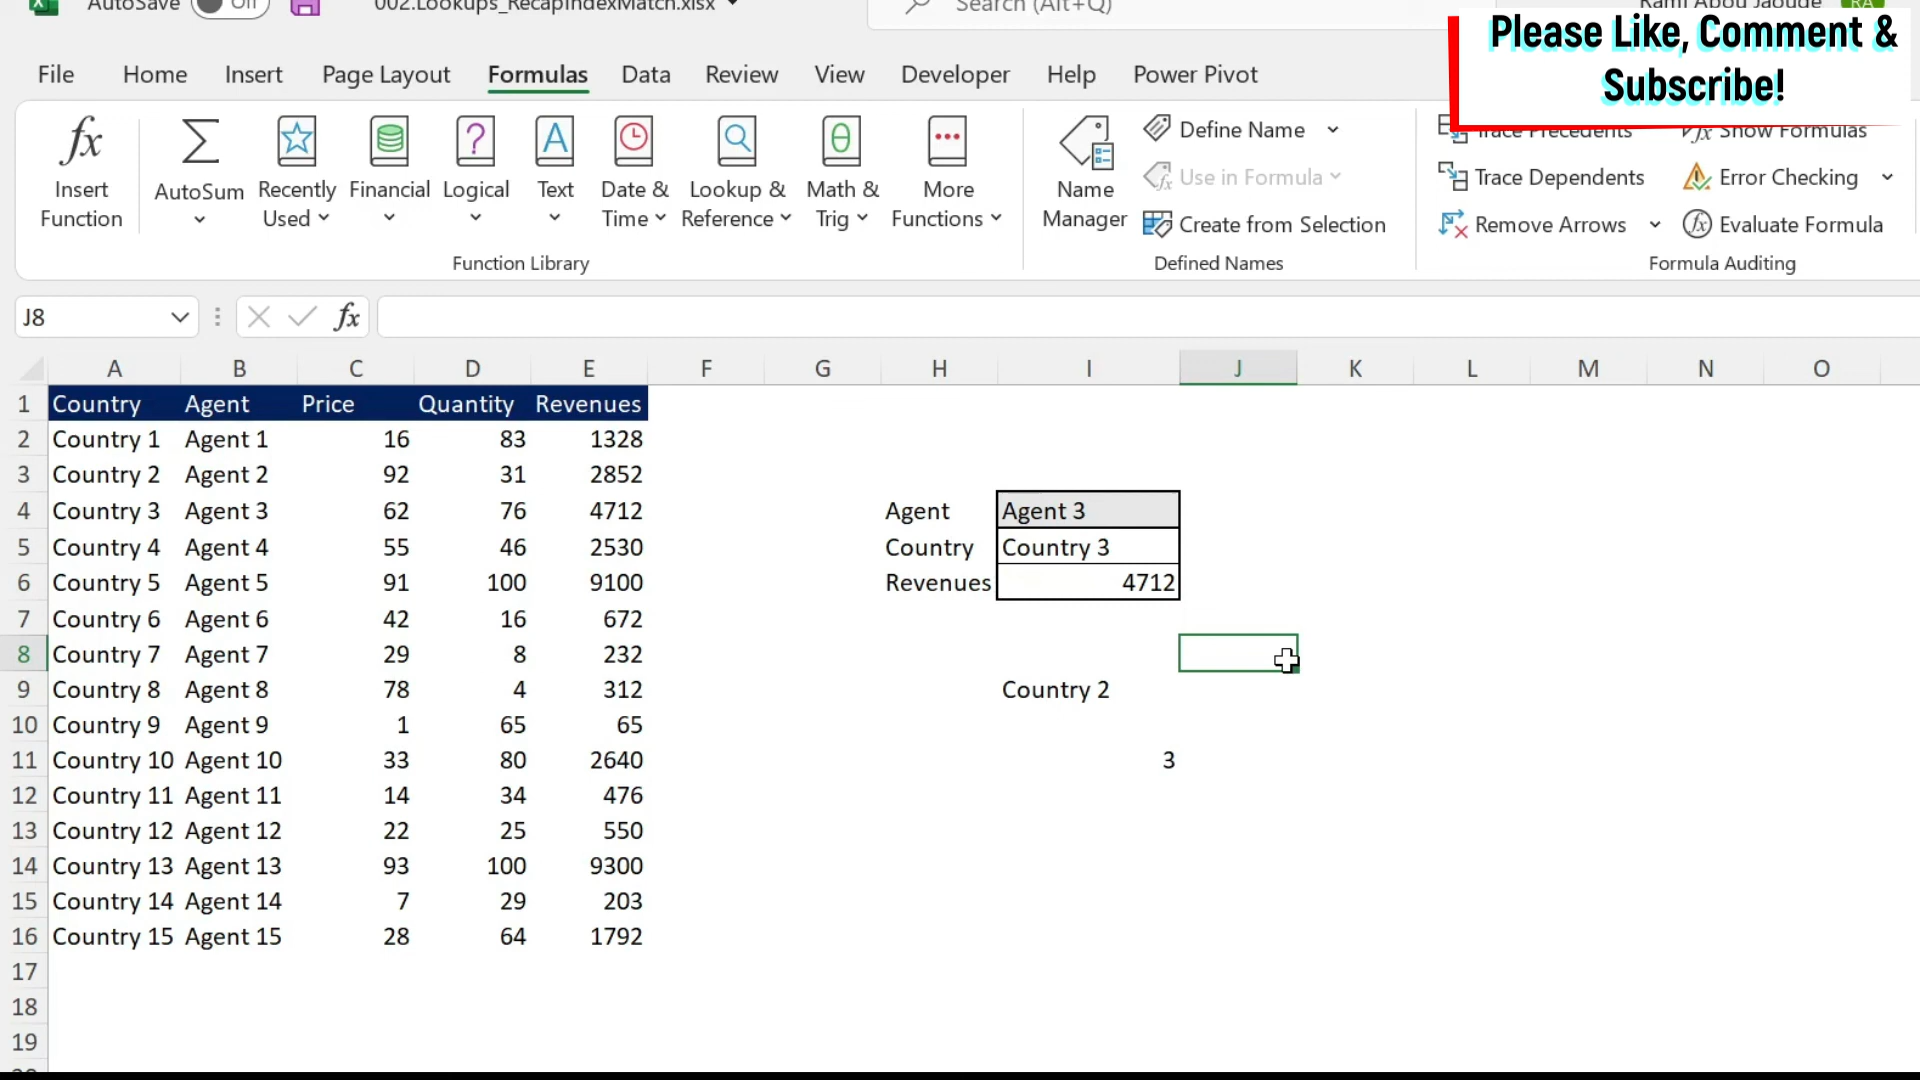 AutoSave Off 002.Lookups_RecapIndexMatch.xlsx Search (Alt+Q) Rami Abou Jaoude RA
Please Like, Comment &
Subscribe!
File Home Insert Page Layout Formulas Data Review View Developer Help Power Pivot
Insert Function
AutoSum
Recently Used
Financial
Logical
Text
Date & Time
Lookup & Reference
Math & Trig
More Functions
Function Library
Name Manager
Define Name
Use in Formula
Create from Selection
Defined Names
Trace Precedents Show Formulas
Trace Dependents Error Checking
Remove Arrows Evaluate Formula
Formula Auditing
J8 fx
A B C D E F G H I J K L M N O
1 Country Agent Price Quantity Revenues
2 Country 1 Agent 1 16 83 1328
3 Country 2 Agent 2 92 31 2852
4 Country 3 Agent 3 62 76 4712 Agent Agent 3
5 Country 4 Agent 4 55 46 2530 Country Country 3
6 Country 5 Agent 5 91 100 9100 Revenues 4712
7 Country 6 Agent 6 42 16 672
8 Country 7 Agent 7 29 8 232
9 Country 8 Agent 8 78 4 312 Country 2
10 Country 9 Agent 9 1 65 65
11 Country 10 Agent 10 33 80 2640 3
12 Country 11 Agent 11 14 34 476
13 Country 12 Agent 12 22 25 550
14 Country 13 Agent 13 93 100 9300
15 Country 14 Agent 14 7 29 203
16 Country 15 Agent 15 28 64 1792
17
18
19